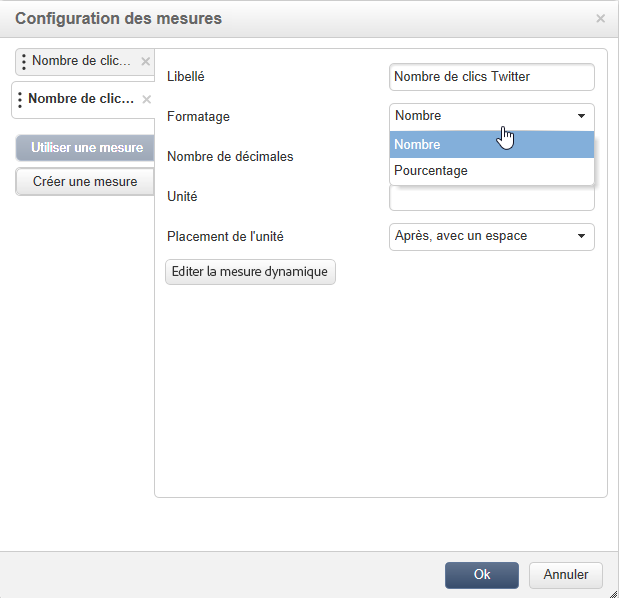 Configuration des mesures
Nombre de clic...
Nombre de clic...
Utiliser une mesure
Créer une mesure
Libellé
Nombre de clics Twitter
Formatage
Nombre
Nombre
Pourcentage
Nombre de décimales
Unité
Placement de l'unité
Après, avec un espace
Editer la mesure dynamique
Ok
Annuler